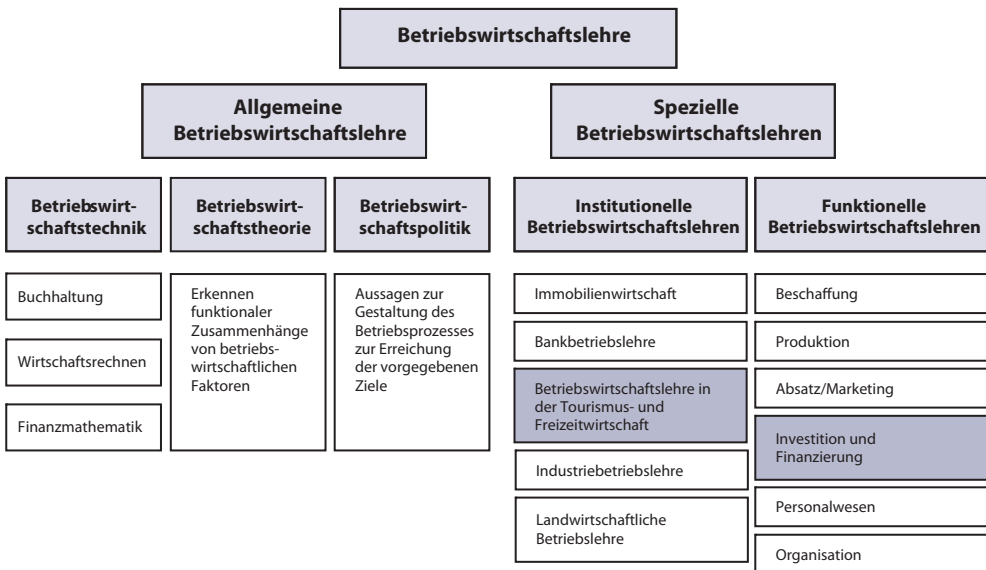 Betriebswirtschaftslehre
Allgemeine
Betriebswirtschaftslehre
Spezielle
Betriebswirtschaftslehren
Betriebswirt-
schaftstechnik
Betriebswirt-
schaftstheorie
Betriebswirt-
schaftspolitik
Institutionelle
Betriebswirtschaftslehren
Funktionelle
Betriebswirtschaftslehren
Buchhaltung
Wirtschaftsrechnen
Finanzmathematik
Erkennen
funktionaler
Zusammenhänge
von betriebs-
wirtschaftlichen
Faktoren
Aussagen zur
Gestaltung des
Betriebsprozesses
zur Erreichung
der vorgegebenen
Ziele
Immobilienwirtschaft
Bankbetriebslehre
Betriebswirtschaftslehre in
der Tourismus- und
Freizeitwirtschaft
Industriebetriebslehre
Landwirtschaftliche
Betriebslehre
Beschaffung
Produktion
Absatz/Marketing
Investition und
Finanzierung
Personalwesen
Organisation